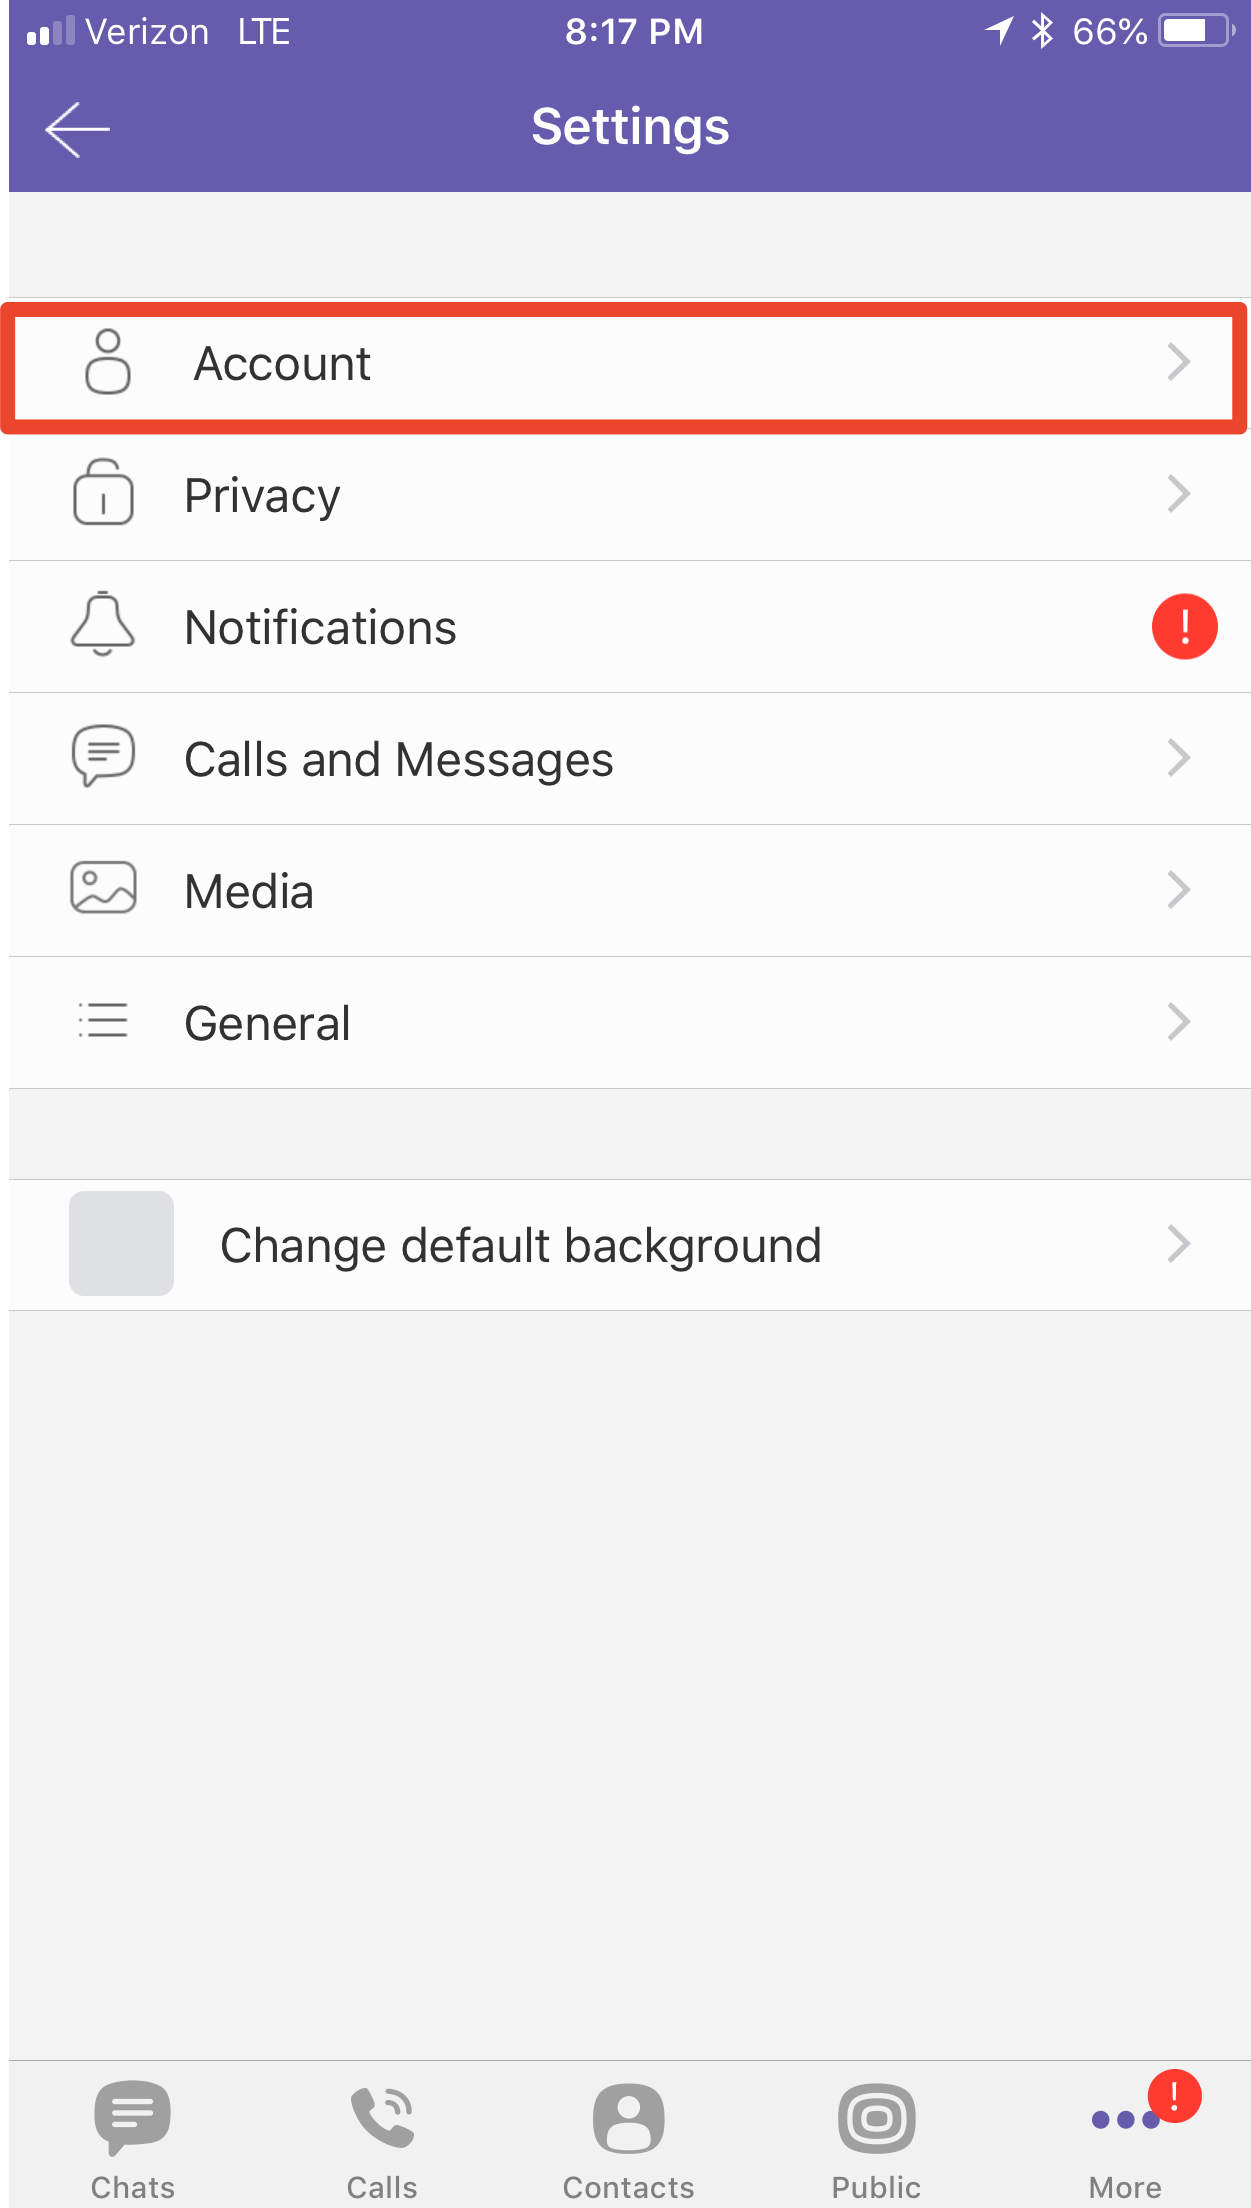 Verizon LTE 8:17 PM 66%
Settings
Account
Privacy
Notifications
!
Calls and Messages
Media
General
Change default background
!
Chats Calls Contacts Public More